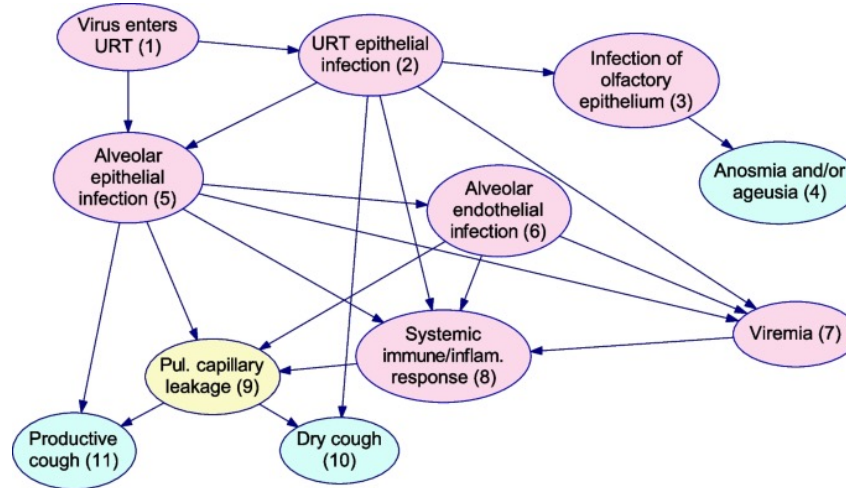 Virus enters
URT (1)
URT epithelial
infection (2)
Infection of
olfactory
epithelium (3)
Anosmia and/or
ageusia (4)
Alveolar
epithelial
infection (5)
Alveolar
endothelial
infection (6)
Viremia (7)
Systemic
immune/inflam.
response (8)
Pul. capillary
leakage (9)
Dry cough
(10)
Productive
cough (11)